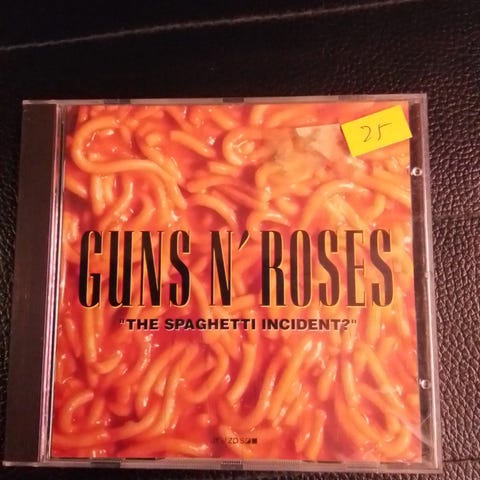 25
GUNS N' ROSES
"THE SPAGHETTI INCIDENT?"